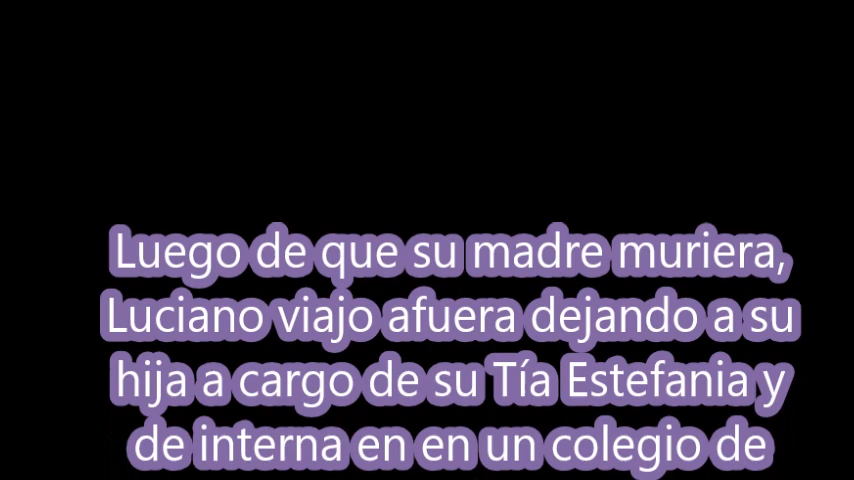 Luego de que su madre muriera,
Luciano viajo afuera dejando a su
hija a cargo de su Tía Estefania y
de interna en en un colegio de